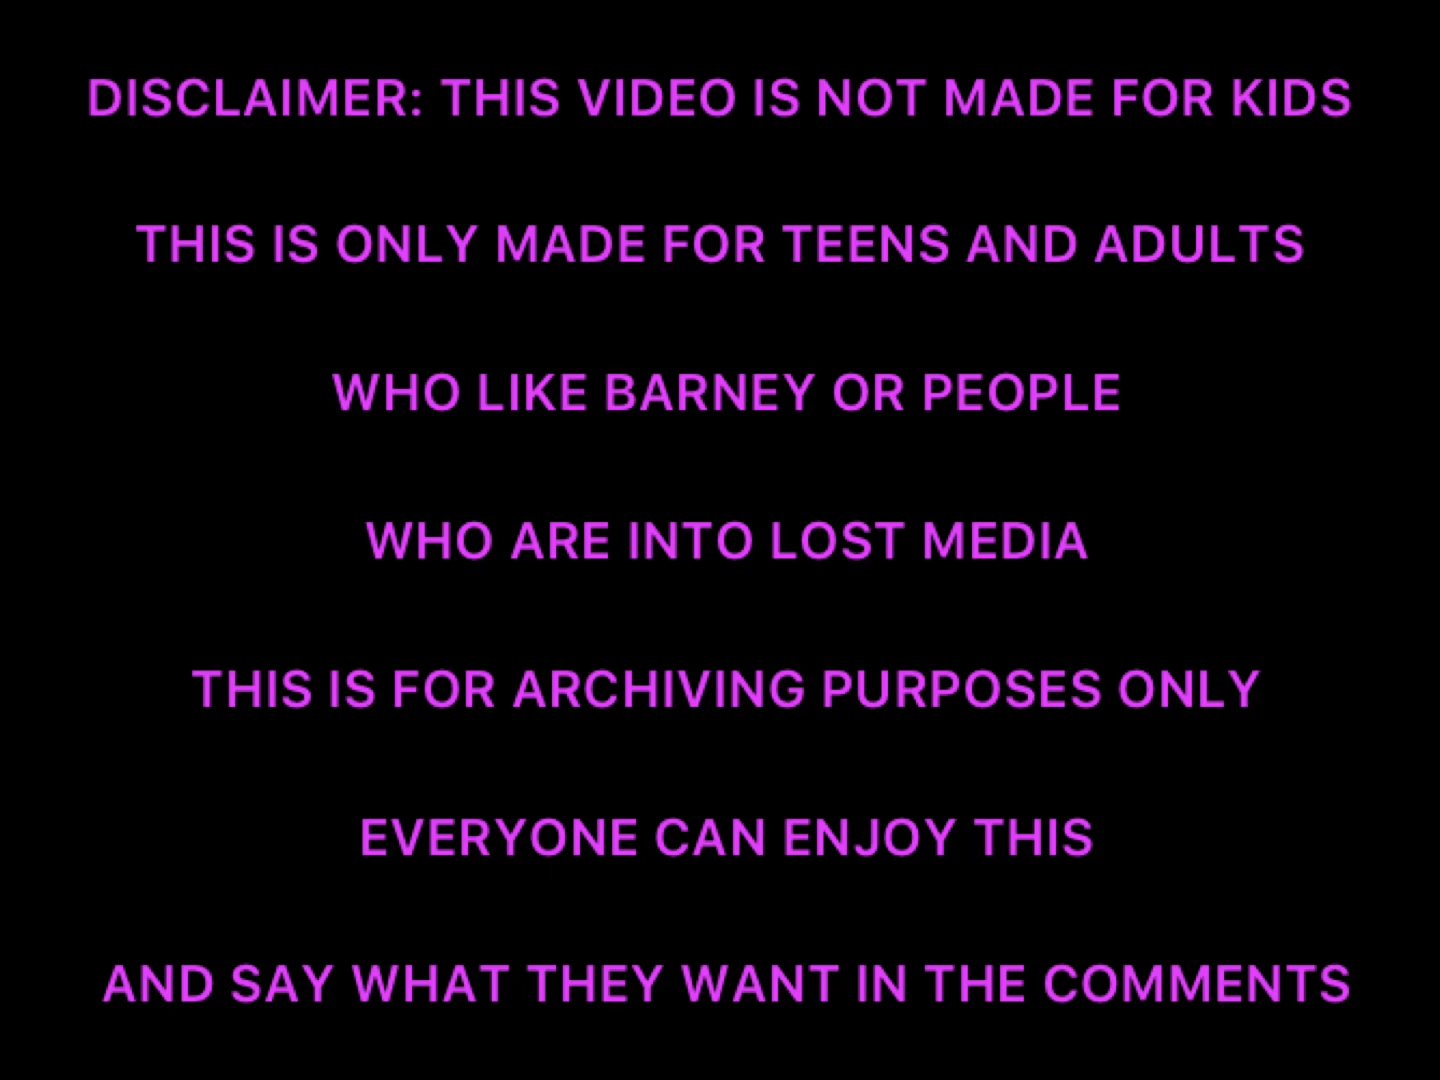 DISCLAIMER: THIS VIDEO IS NOT MADE FOR KIDS
THIS IS ONLY MADE FOR TEENS AND ADULTS
WHO LIKE BARNEY OR PEOPLE
WHO ARE INTO LOST MEDIA
THIS IS FOR ARCHIVING PURPOSES ONLY
EVERYONE CAN ENJOY THIS
AND SAY WHAT THEY WANT IN THE COMMENTS